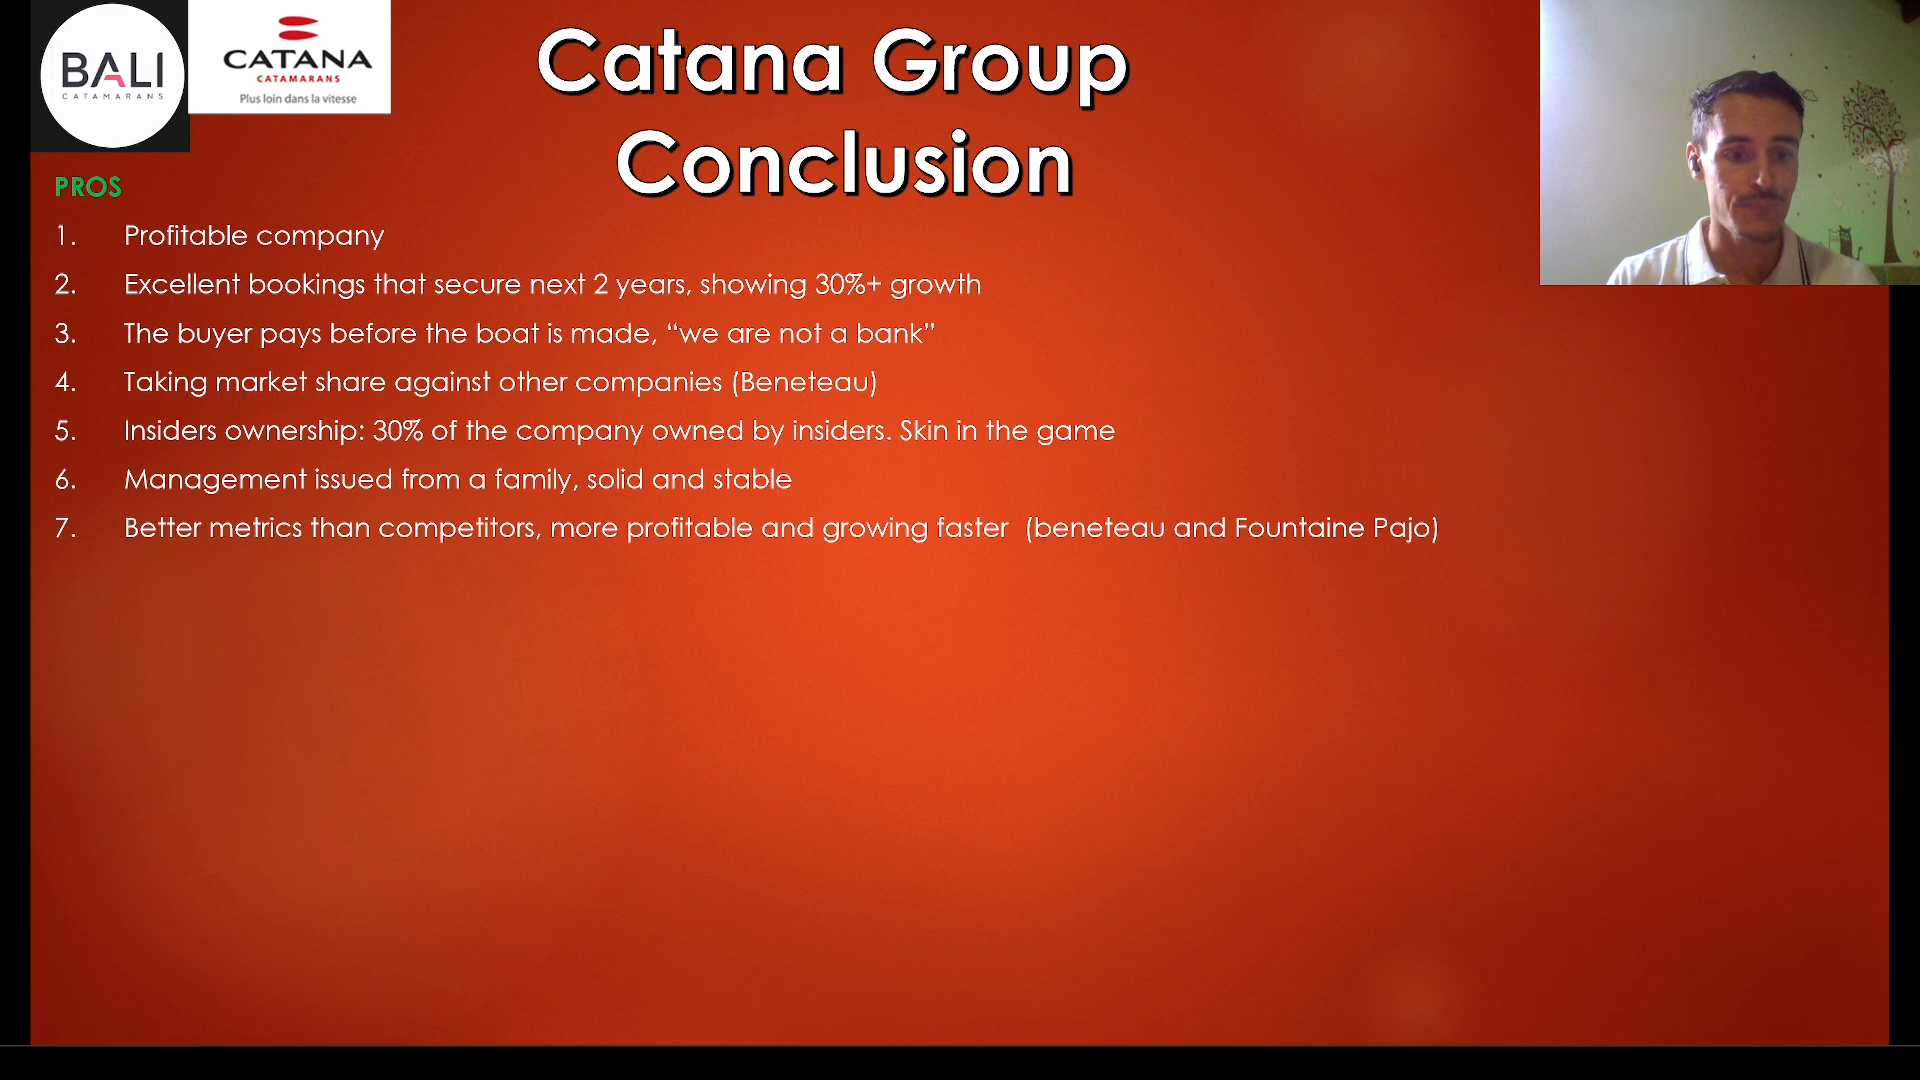 BALI
CATAMARANS
CATANA
CATAMARANS
Plus loin dans la vitesse
Catana Group
Conclusion
PROS
1. Profitable company
2. Excellent bookings that secure next 2 years, showing 30%+ growth
3. The buyer pays before the boat is made, “we are not a bank”
4. Taking market share against other companies (Beneteau)
5. Insiders ownership: 30% of the company owned by insiders. Skin in the game
6. Management issued from a family, solid and stable
7. Better metrics than competitors, more profitable and growing faster (beneteau and Fountaine Pajo)